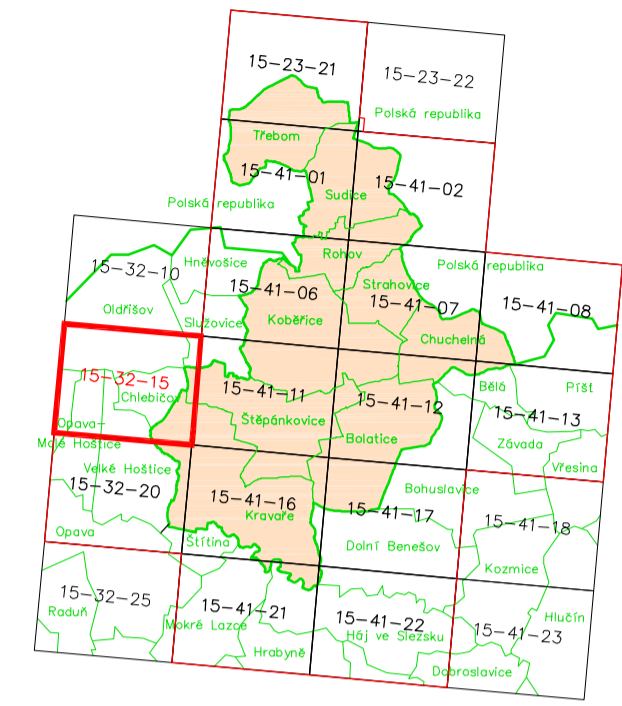 15-23-21
15-23-22
Polská republika
Třebom
15-41-01
15-41-02
Sudice
Polská republika
Hněvošice
Rohov
Polská republika
15-32-10
15-41-06
Strahovice
15-41-07
15-41-08
Oldřišov
Služovice
Kobeřice
Chuchelná
15-32-15
Chlebičov
15-41-11
15-41-12
Bělá
Píšť
15-41-13
Opava-
Malé Hoštice
Štěpánkovice
Bolatice
Závada
Vřesina
Velké Hoštice
15-32-20
15-41-16
Kravaře
Bohuslavice
15-41-17
15-41-18
Opava
Štítina
Dolní Benešov
Kozmice
15-32-25
Raduň
15-41-21
Mokré Lazce
15-41-22
Háj ve Slezsku
15-41-23
Hlučín
Hrabyně
Dobroslavice